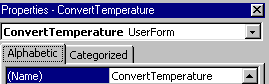 Properties - ConvertTemperature
ConvertTemperature UserForm
Alphabetic Categorized
(Name) ConvertTemperature